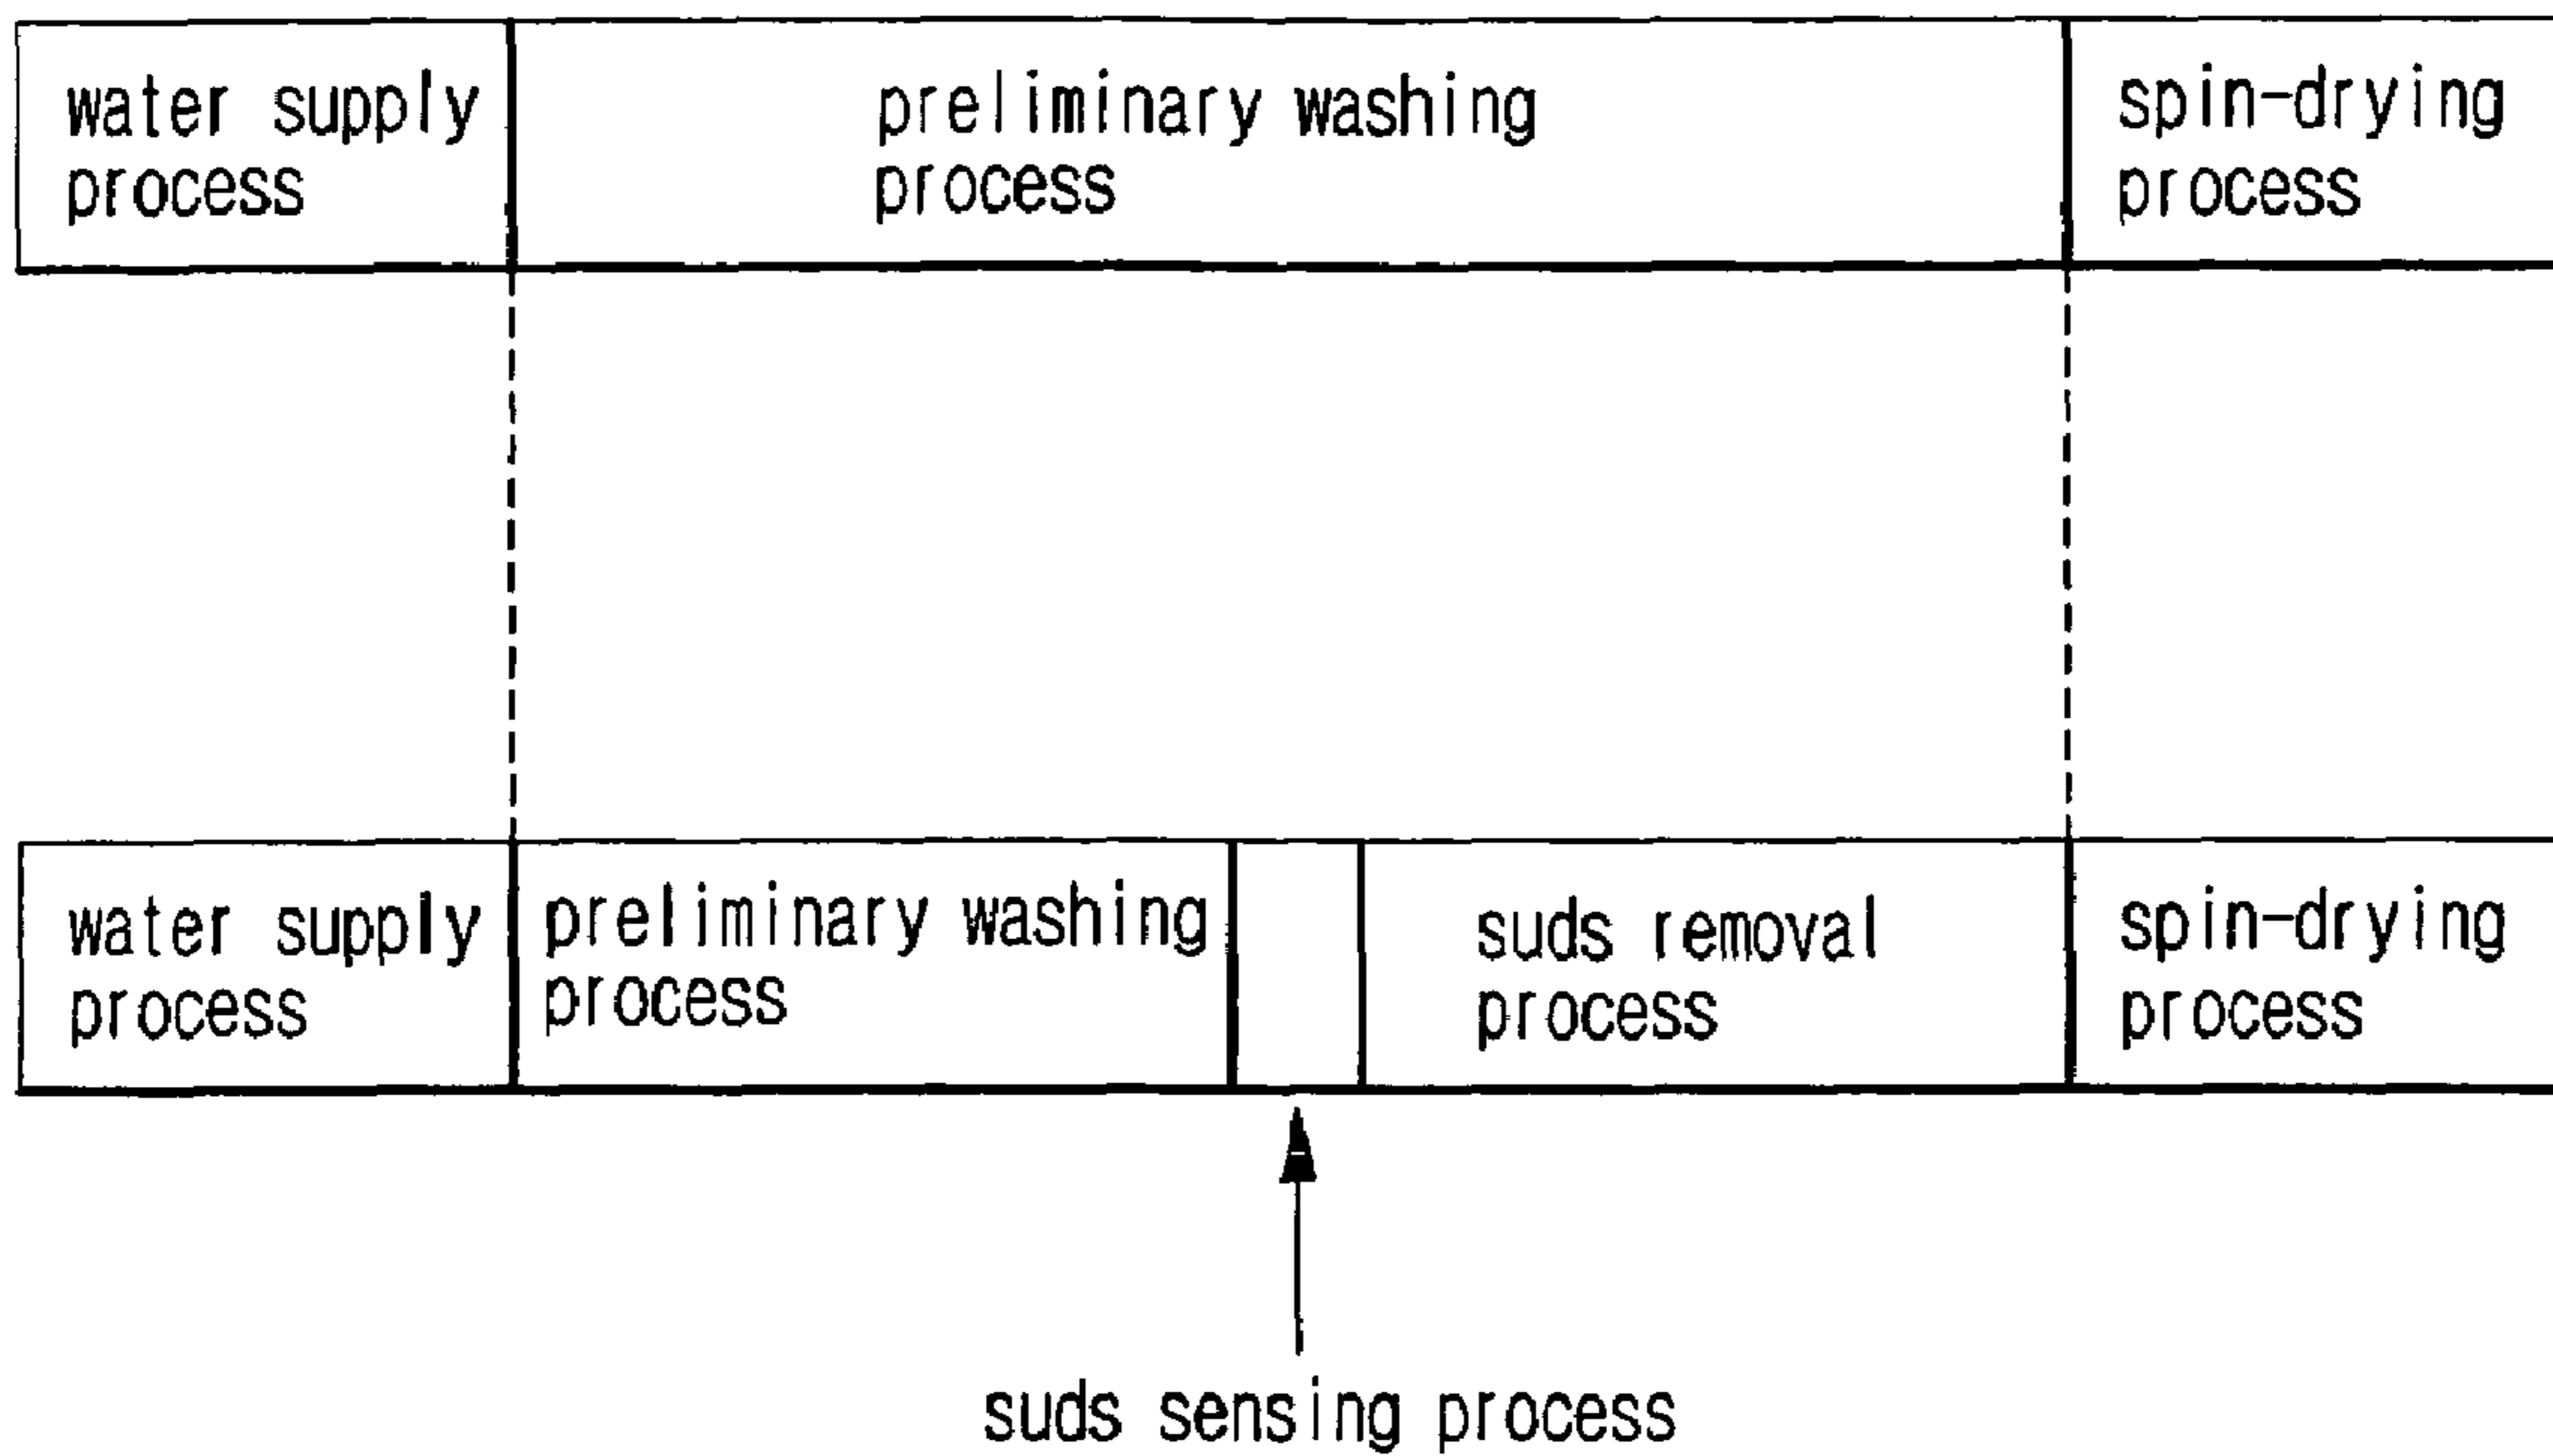 water supply
process
preliminary washing
process
spin-drying
process
water supply
process
preliminary washing
process
suds removal
process
spin-drying
process
suds sensing process